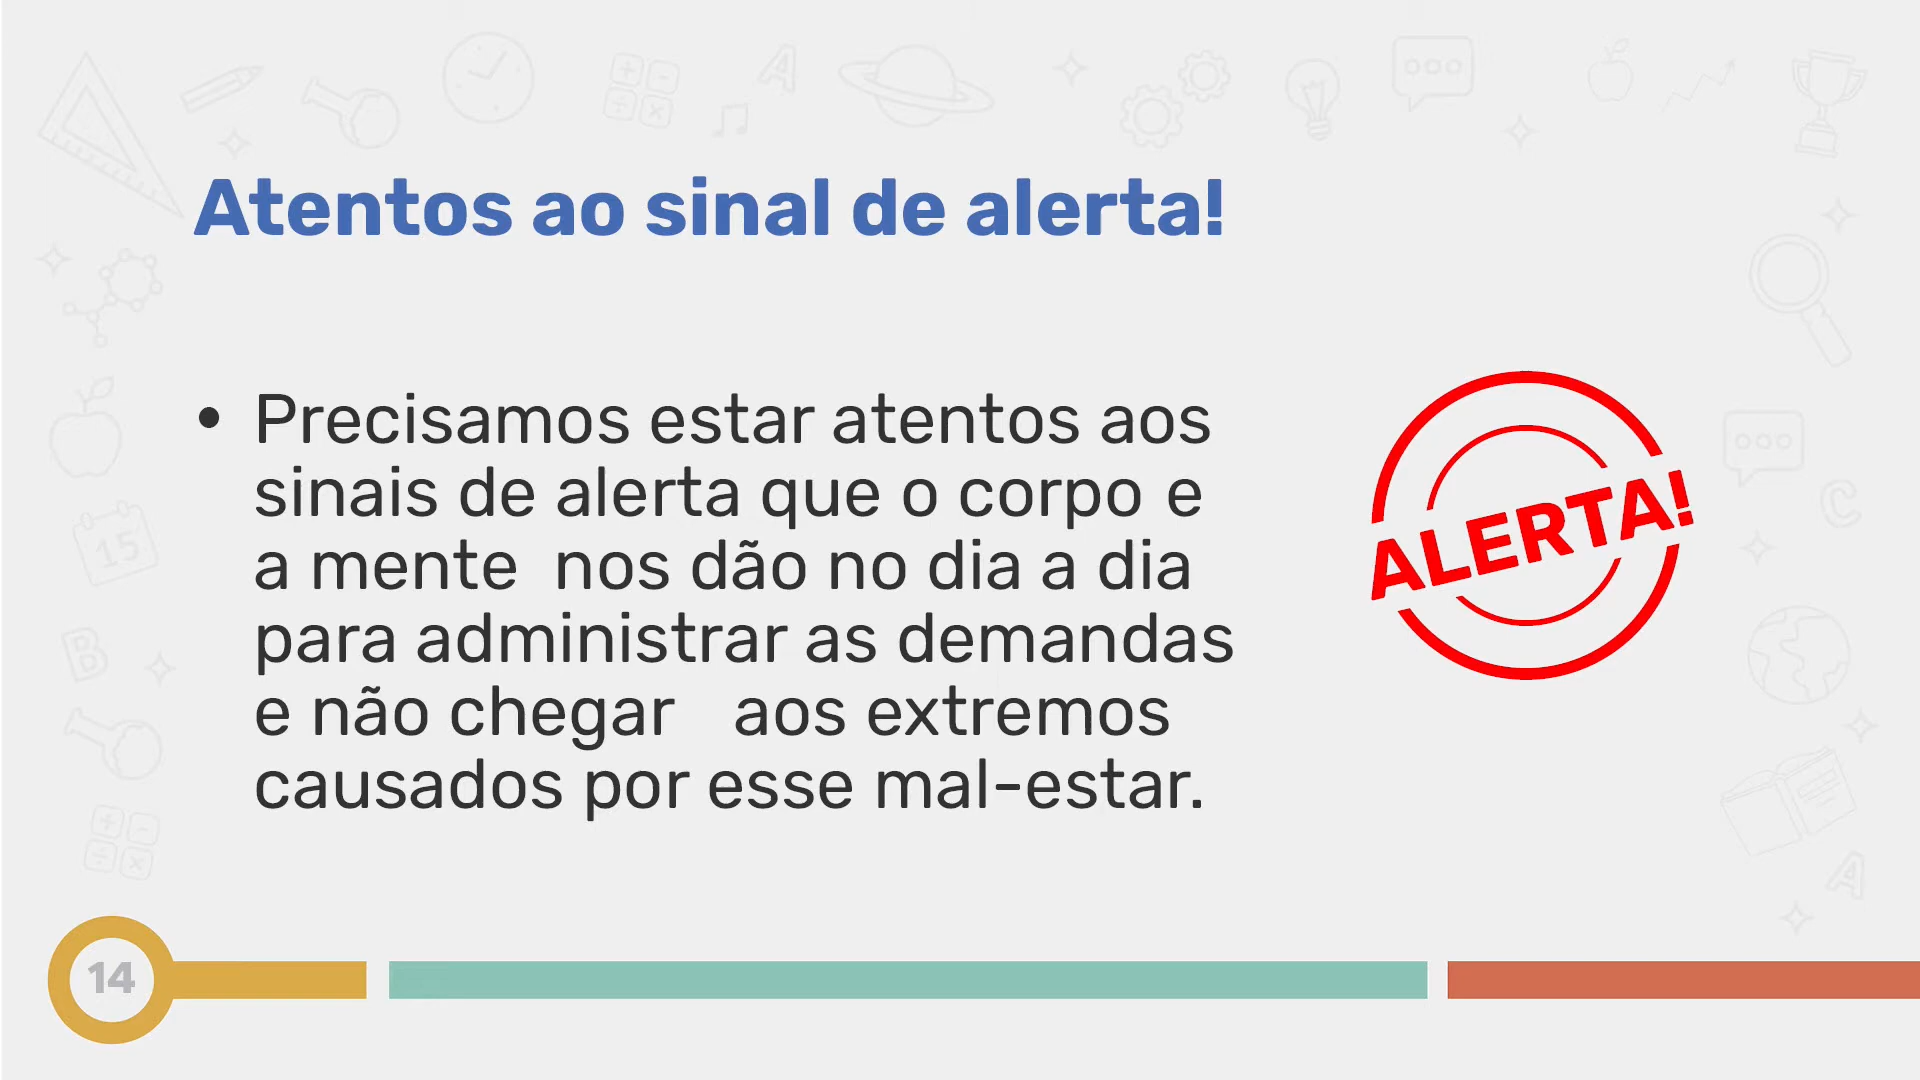 Atentos ao sinal de alerta!
• Precisamos estar atentos aos
sinais de alerta que o corpo e
a mente  nos dão no dia a dia
para administrar as demandas
e não chegar   aos extremos
causados por esse mal-estar.
ALERTA!
14
A
15
C
B
A